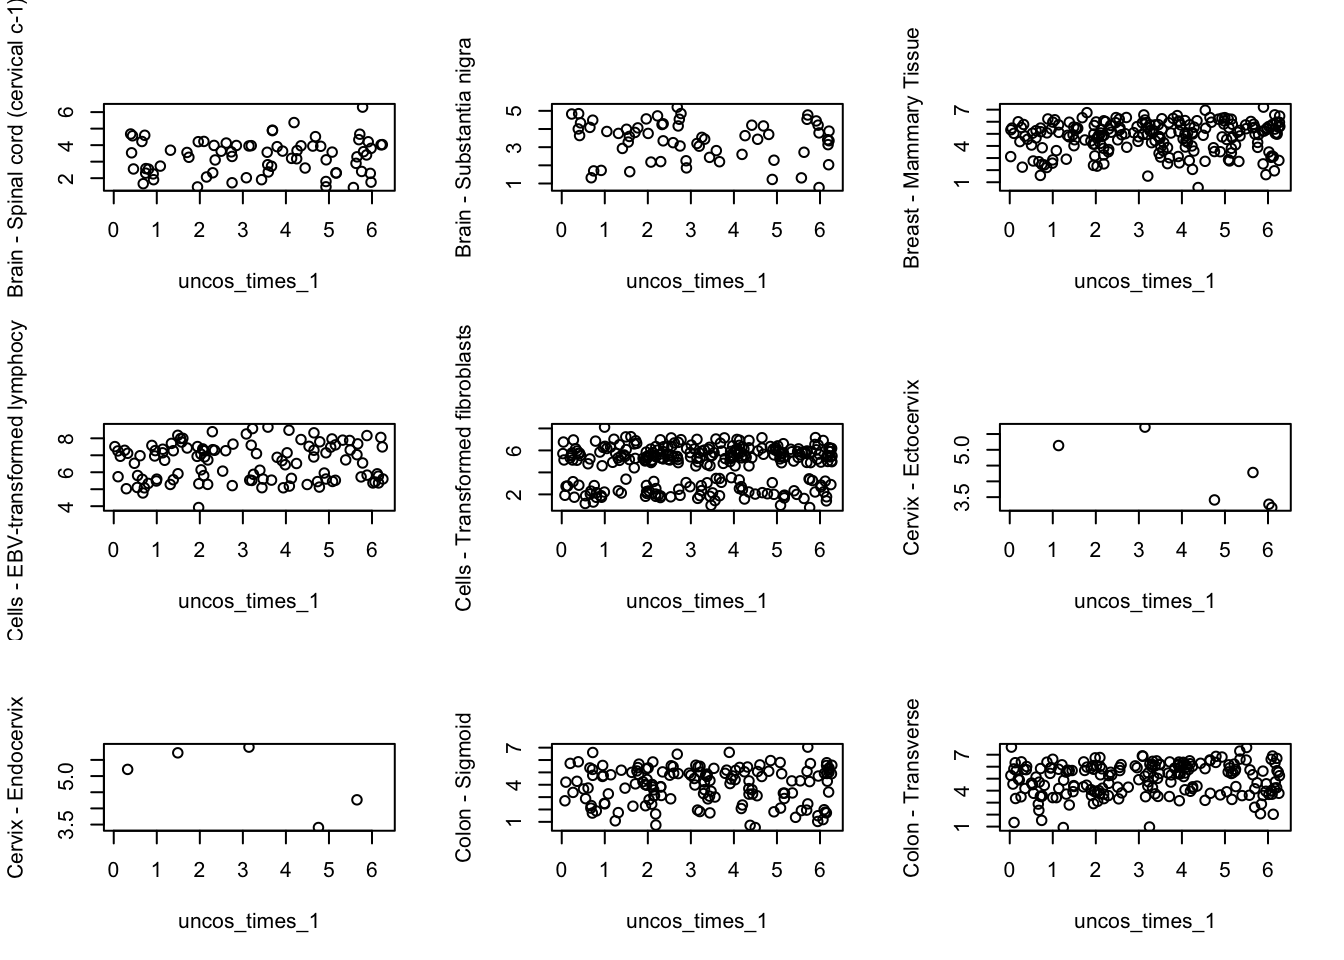 Brain - Spinal cord (cervical c-1)
6
4
2
0 1 2 3 4 5 6
uncos_times_1
Brain - Substantia nigra
5
3
1
0 1 2 3 4 5 6
uncos_times_1
Breast - Mammary Tissue
7
4
1
0 1 2 3 4 5 6
uncos_times_1
Cells - EBV-transformed lymphocy
8
6
4
0 1 2 3 4 5 6
uncos_times_1
Cells - Transformed fibroblasts
6
2
0 1 2 3 4 5 6
uncos_times_1
Cervix - Ectocervix
5.0
3.5
0 1 2 3 4 5 6
uncos_times_1
Cervix - Endocervix
5.0
3.5
0 1 2 3 4 5 6
uncos_times_1
Colon - Sigmoid
7
4
1
0 1 2 3 4 5 6
uncos_times_1
Colon - Transverse
7
4
1
0 1 2 3 4 5 6
uncos_times_1